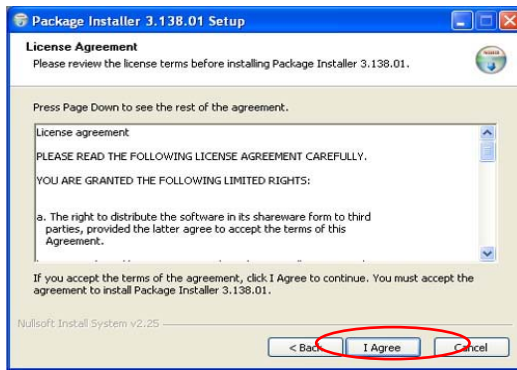 Package Installer 3.138.01 Setup
License Agreement
Please review the license terms before installing Package Installer 3.138.01.
Press Page Down to see the rest of the agreement.
License agreement
PLEASE READ THE FOLLOWING LICENSE AGREEMENT CAREFULLY.
YOU ARE GRANTED THE FOLLOWING LIMITED RIGHTS:
a. The right to distribute the software in its shareware form to third
parties, provided the latter agree to accept the terms of this
Agreement.
If you accept the terms of the agreement, click I Agree to continue. You must accept the
agreement to install Package Installer 3.138.01.
Nullsoft Install System v2.25
< Back I Agree Cancel